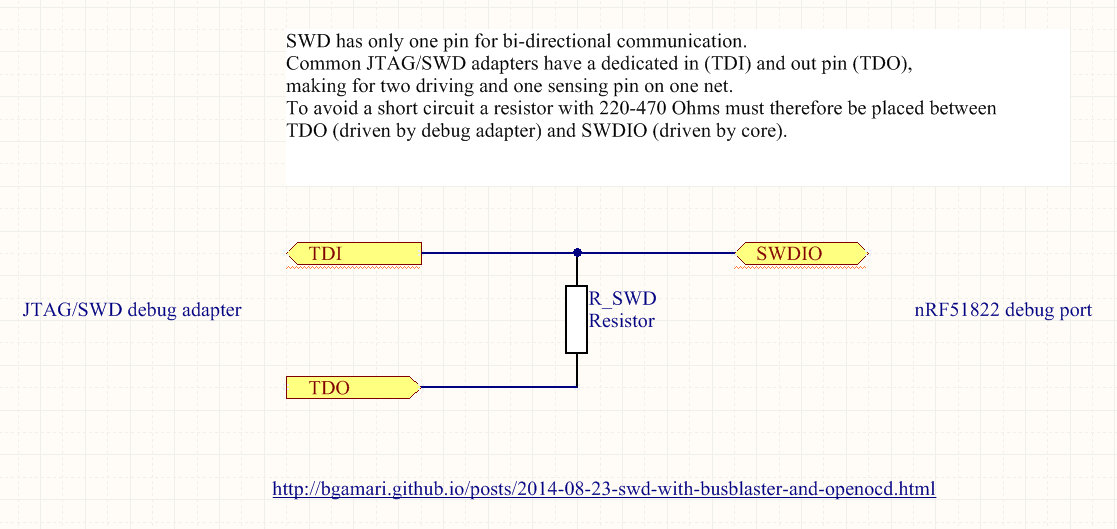 SWD has only one pin for bi-directional communication.
Common JTAG/SWD adapters have a dedicated in (TDI) and out pin (TDO),
making for two driving and one sensing pin on one net.
To avoid a short circuit a resistor with 220-470 Ohms must therefore be placed between
TDO (driven by debug adapter) and SWDIO (driven by core).
TDI
SWDIO
JTAG/SWD debug adapter
R_SWD
Resistor
nRF51822 debug port
TDO
http://bgamari.github.io/posts/2014-08-23-swd-with-busblaster-and-openocd.html